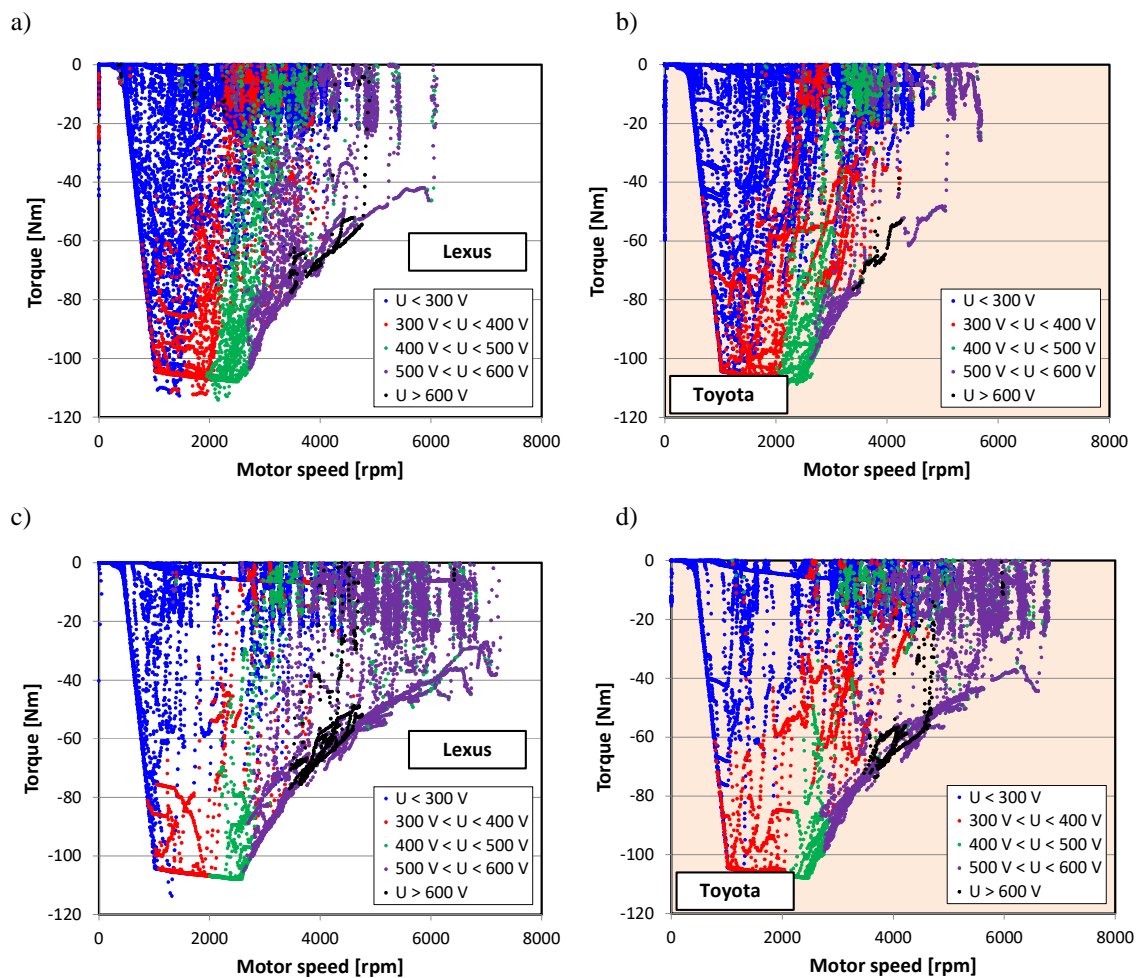 a)
b)
0
-20
-40
-60
-80
-100
-120
Torque [Nm]
Lexus
U < 300 V
300 V < U < 400 V
400 V < U < 500 V
500 V < U < 600 V
U > 600 V
0 2000 4000 6000 8000
Motor speed [rpm]
0
-20
-40
-60
-80
-100
-120
Torque [Nm]
U < 300 V
300 V < U < 400 V
400 V < U < 500 V
500 V < U < 600 V
U > 600 V
Toyota
0 2000 4000 6000 8000
Motor speed [rpm]
c)
d)
0
-20
-40
-60
-80
-100
-120
Torque [Nm]
Lexus
U < 300 V
300 V < U < 400 V
400 V < U < 500 V
500 V < U < 600 V
U > 600 V
0 2000 4000 6000 8000
Motor speed [rpm]
0
-20
-40
-60
-80
-100
-120
Torque [Nm]
U < 300 V
300 V < U < 400 V
400 V < U < 500 V
500 V < U < 600 V
U > 600 V
Toyota
0 2000 4000 6000 8000
Motor speed [rpm]